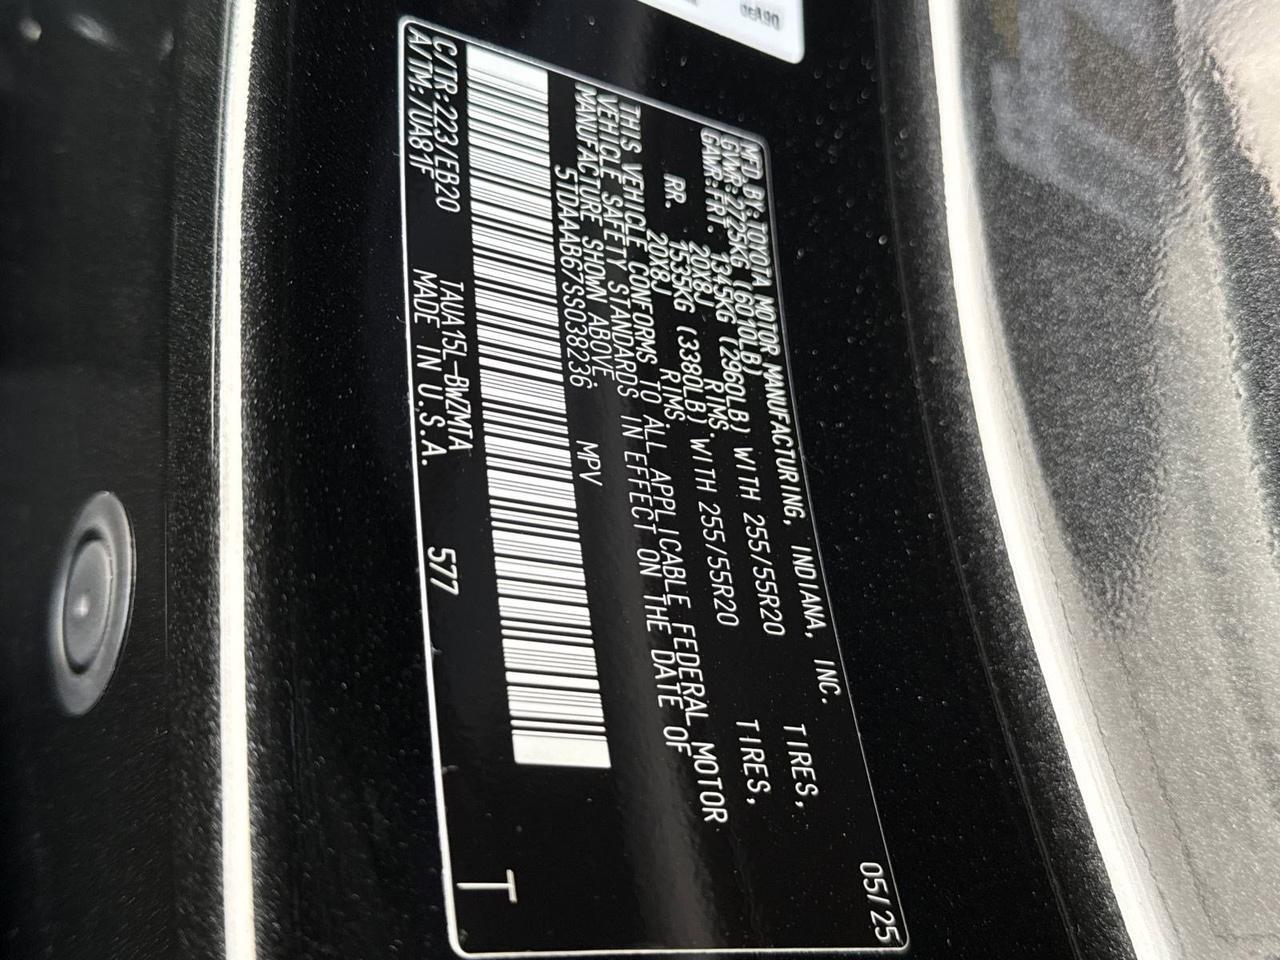 MFD.BY:TOYOTA MOTOR MANUFACTURING, INDIANA, INC. 05/25
GVWR:2725KG (6010LB)
GAWR:FRT. 1345KG (2960LB) WITH 255/55R20 TIRES,
20X8J RIMS.
RR. 1535KG (3380LB) WITH 255/55R20 TIRES,
20X8J RIMS.
THIS VEHICLE CONFORMS TO ALL APPLICABLE FEDERAL MOTOR
VEHICLE SAFETY STANDARDS IN EFFECT ON THE DATE OF
MANUFACTURE SHOWN ABOVE.
5TDAAAB67SS038236 MPV
C/TR:223/EB20 TAUA15L-BWZMTA 577 T
A/TM:/UA81F MADE IN U.S.A.